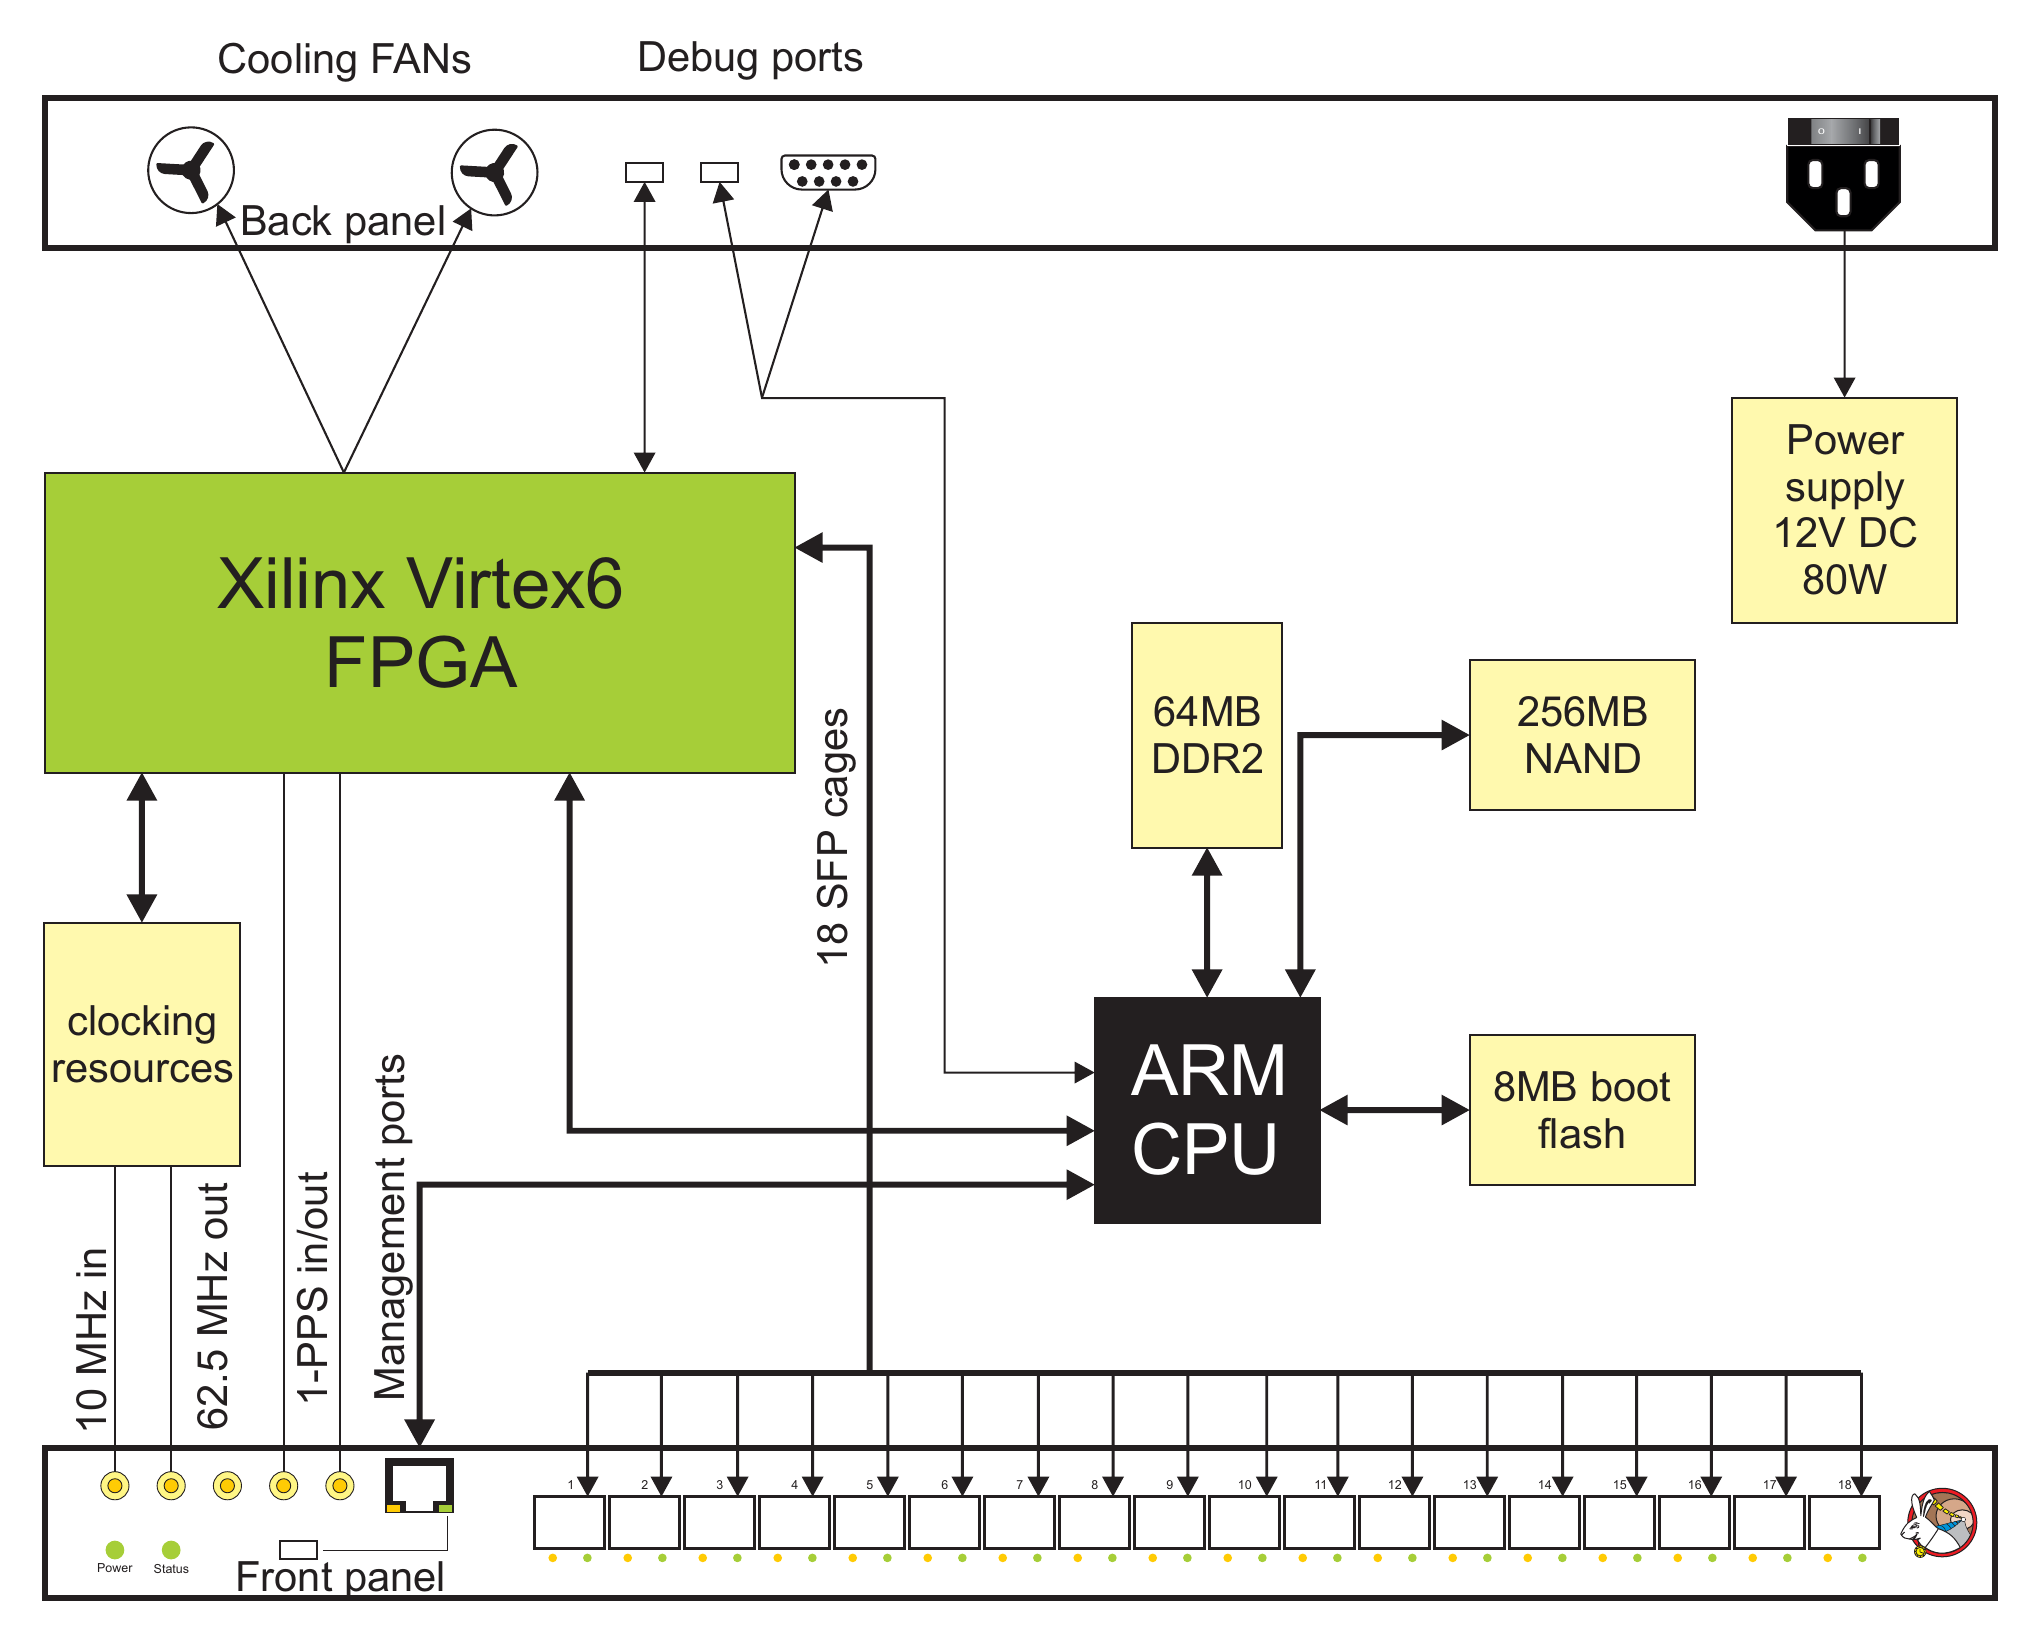 Cooling FANs
Debug ports
O I
Back panel
Power
supply
12V DC
80W
Xilinx Virtex6
FPGA
64MB
DDR2
256MB
NAND
18 SFP cages
clocking
resources
ARM
CPU
8MB boot
flash
10 MHz in
62.5 MHz out
1-PPS in/out
Management ports
1 2 3 4 5 6 7 8 9 10 11 12 13 14 15 16 17 18
Power
Status
Front panel